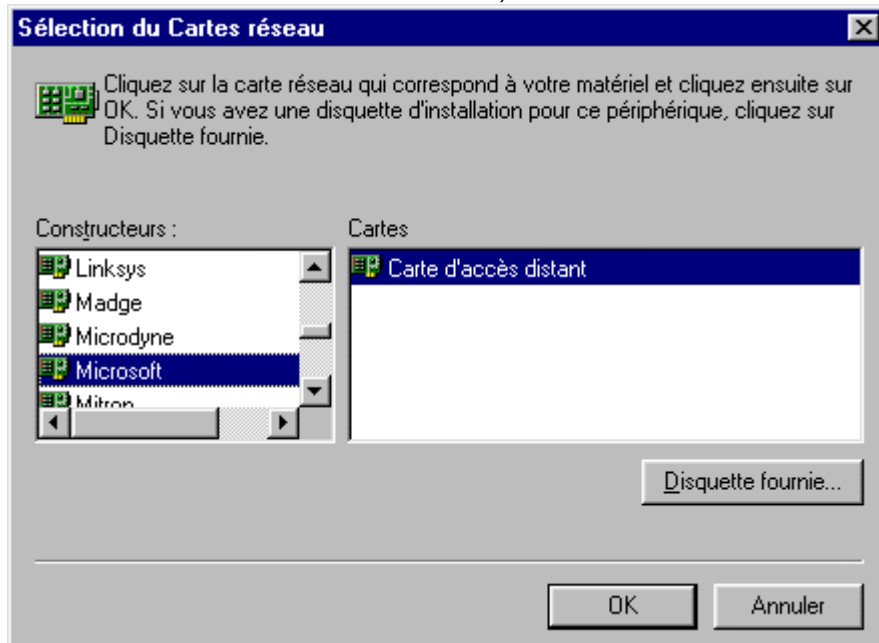 Sélection du Cartes réseau
Cliquez sur la carte réseau qui correspond à votre matériel et cliquez ensuite sur
OK. Si vous avez une disquette d'installation pour ce périphérique, cliquez sur
Disquette fournie.
Constructeurs :
Cartes
Linksys
Madge
Microdyne
Microsoft
Mitron
Carte d'accès distant
Disquette fournie...
OK
Annuler